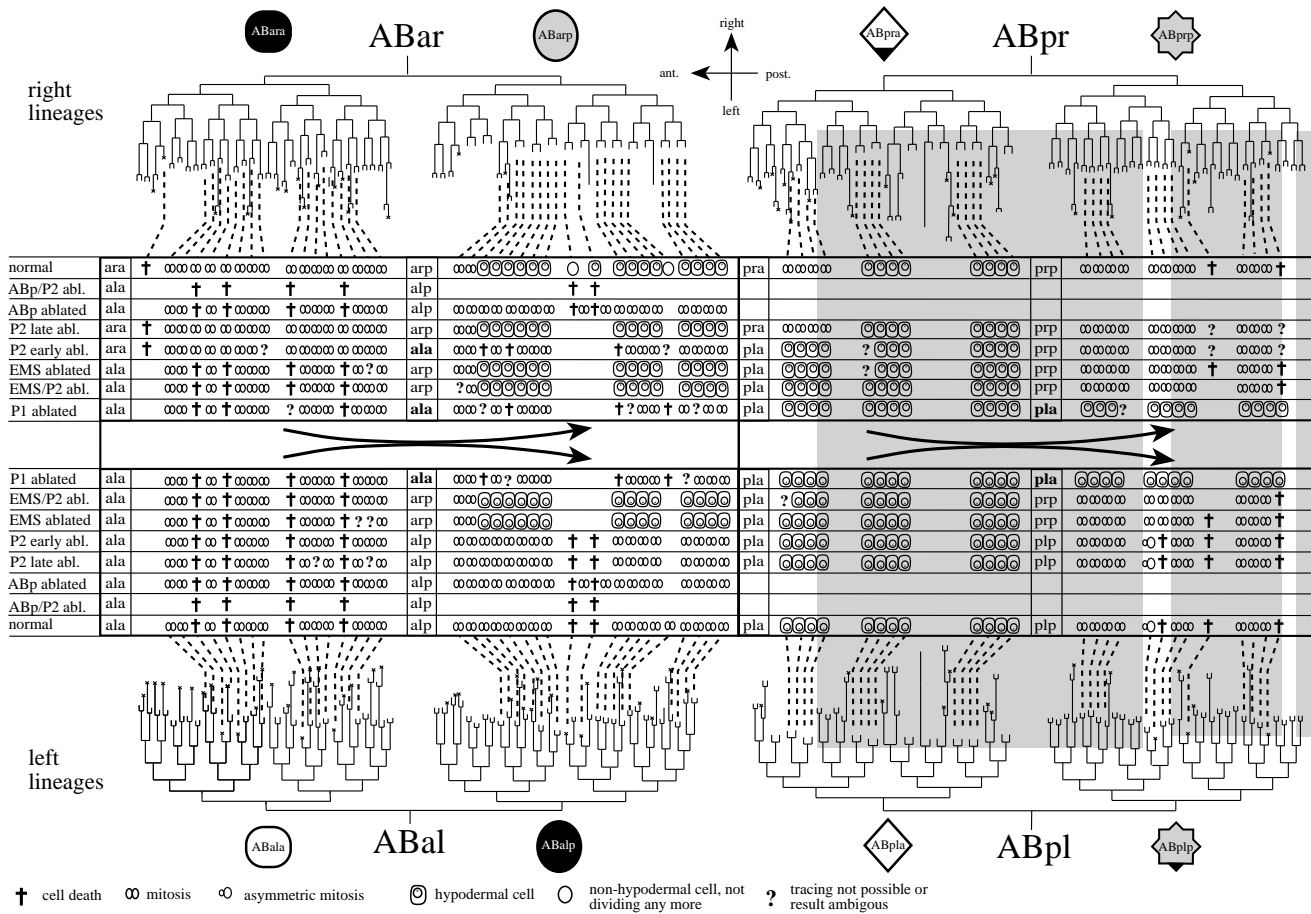 ABara ABar ABarp right ABpra ABpr ABprp
ant. post.
left
right
lineages
normal ara arp pra prp
ABp/P2 abl. ala alp
ABp ablated ala alp
P2 late abl. ara arp pra prp ? ?
P2 early abl. ara ? ala ? pla ? prp ? ?
EMS ablated ala ? arp pla ? prp
EMS/P2 abl. ala arp ? pla prp
P1 ablated ala ? ala ? ? ? pla pla ?
P1 ablated ala ala ? ? pla pla
EMS/P2 abl. ala arp pla ? prp
EMS ablated ala ? ? arp pla prp
P2 early abl. ala alp pla plp
P2 late abl. ala ? ? alp pla plp
ABp ablated ala alp
ABp/P2 abl. ala alp
normal ala alp pla plp
left
lineages
ABala ABal ABalp ABpla ABpl ABplp
cell death mitosis asymmetric mitosis hypodermal cell non-hypodermal cell, not
dividing any more
? tracing not possible or
result ambigous